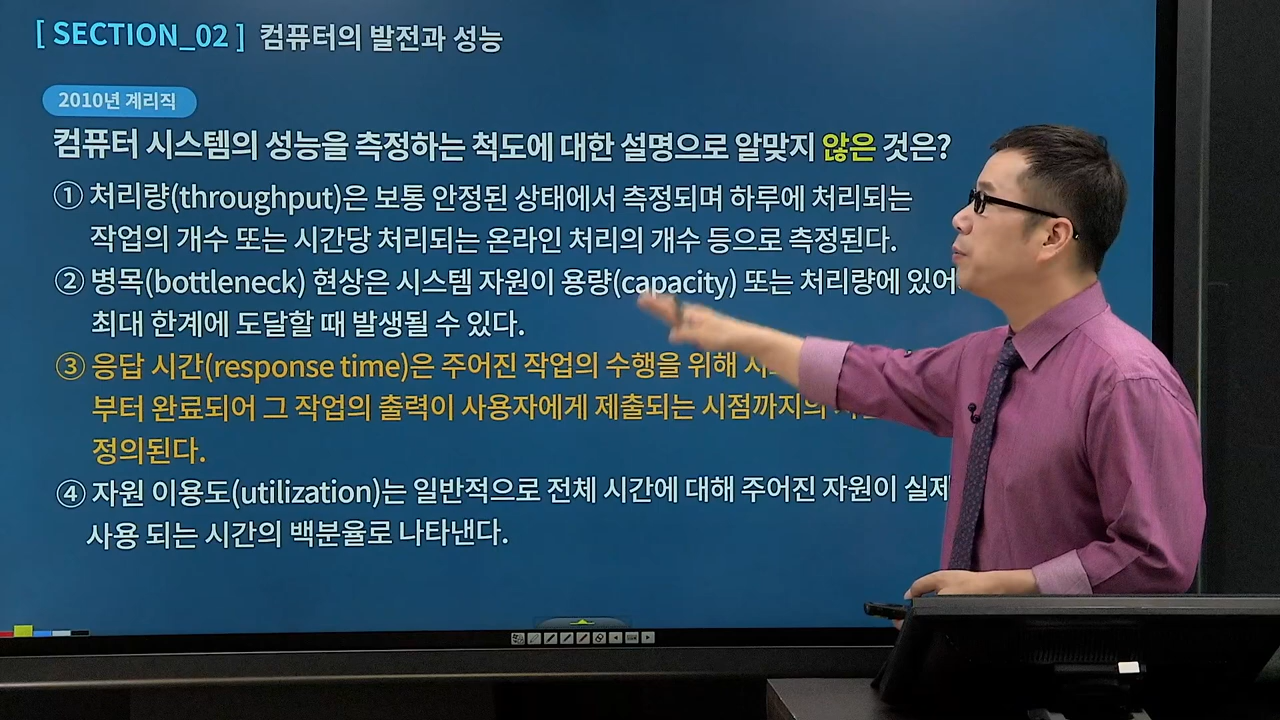 [ SECTION_02 ] 컴퓨터의 발전과 성능
2010년 계리직
컴퓨터 시스템의 성능을 측정하는 척도에 대한 설명으로 알맞지 않은 것은?
① 처리량(throughput)은 보통 안정된 상태에서 측정되며 하루에 처리되는
작업의 개수 또는 시간당 처리되는 온라인 처리의 개수 등으로 측정된다.
② 병목(bottleneck) 현상은 시스템 자원이 용량(capacity) 또는 처리량에 있어
최대 한계에 도달할 때 발생될 수 있다.
③ 응답 시간(response time)은 주어진 작업의 수행을 위해
부터 완료되어 그 작업의 출력이 사용자에게 제출되는 시점까지의
정의된다.
④ 자원 이용도(utilization)는 일반적으로 전체 시간에 대해 주어진 자원이 실제
사용 되는 시간의 백분율로 나타낸다.